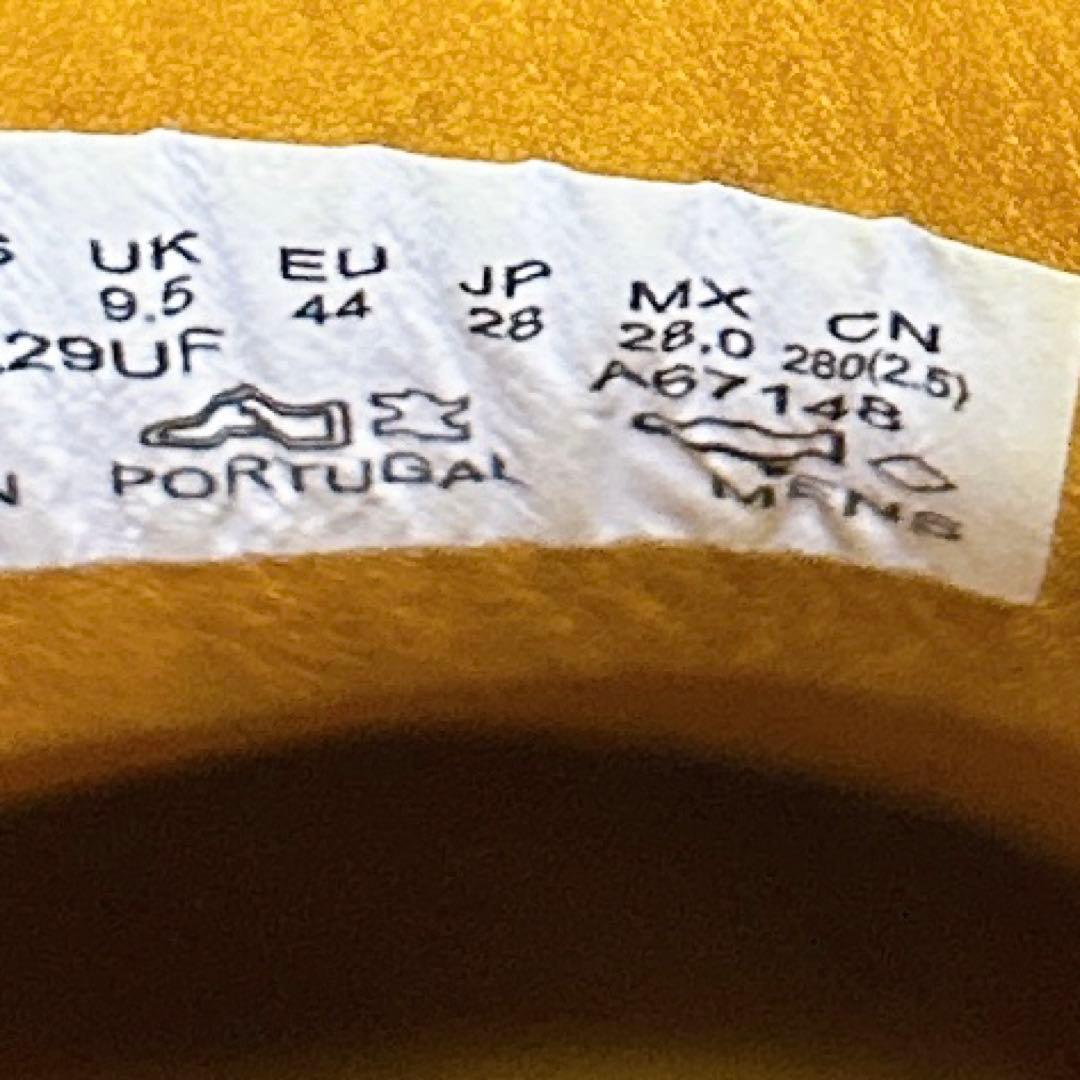 S UK EU JP MX CN
9.5 44 28 28.0 280(2.5)
29UF A67148
N PORTUGAL MENS